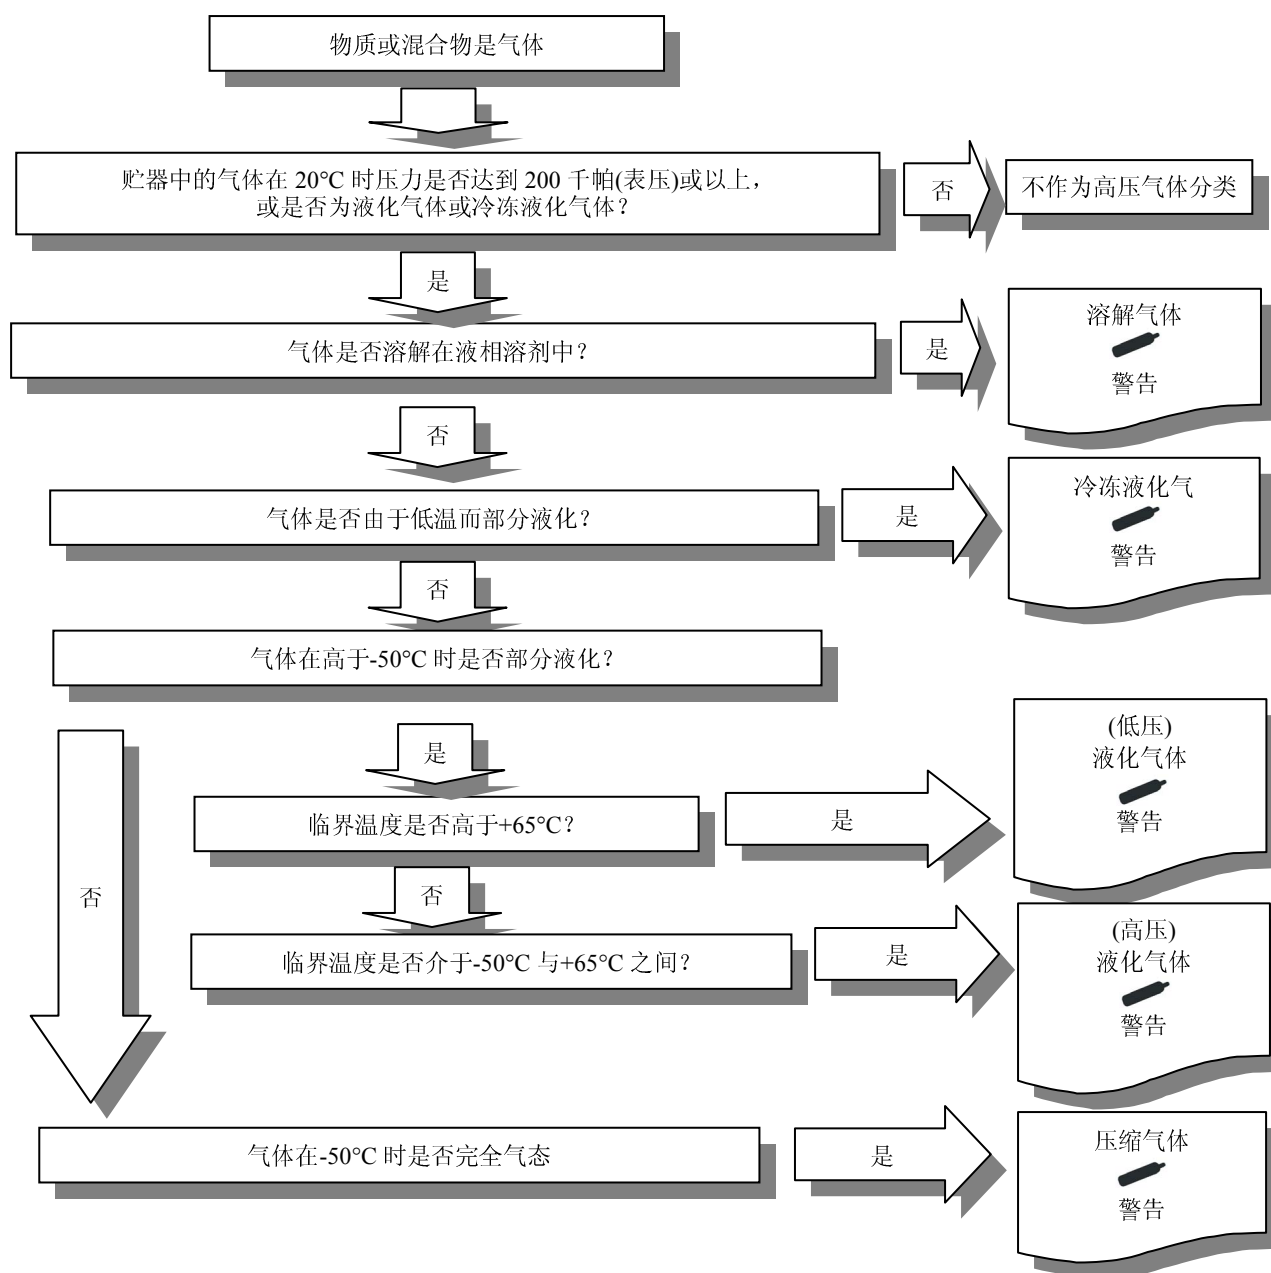 物质或混合物是气体
贮器中的气体在 20°C 时压力是否达到 200 千帕(表压)或以上，
或是否为液化气体或冷冻液化气体？
否
不作为高压气体分类
是
气体是否溶解在液相溶剂中？
是
溶解气体
警告
否
气体是否由于低温而部分液化？
是
冷冻液化气
警告
否
气体在高于-50°C 时是否部分液化？
是
临界温度是否高于+65°C？
是
(低压)
液化气体
警告
否
否
临界温度是否介于-50°C 与+65°C 之间？
是
(高压)
液化气体
警告
气体在-50°C 时是否完全气态
是
压缩气体
警告